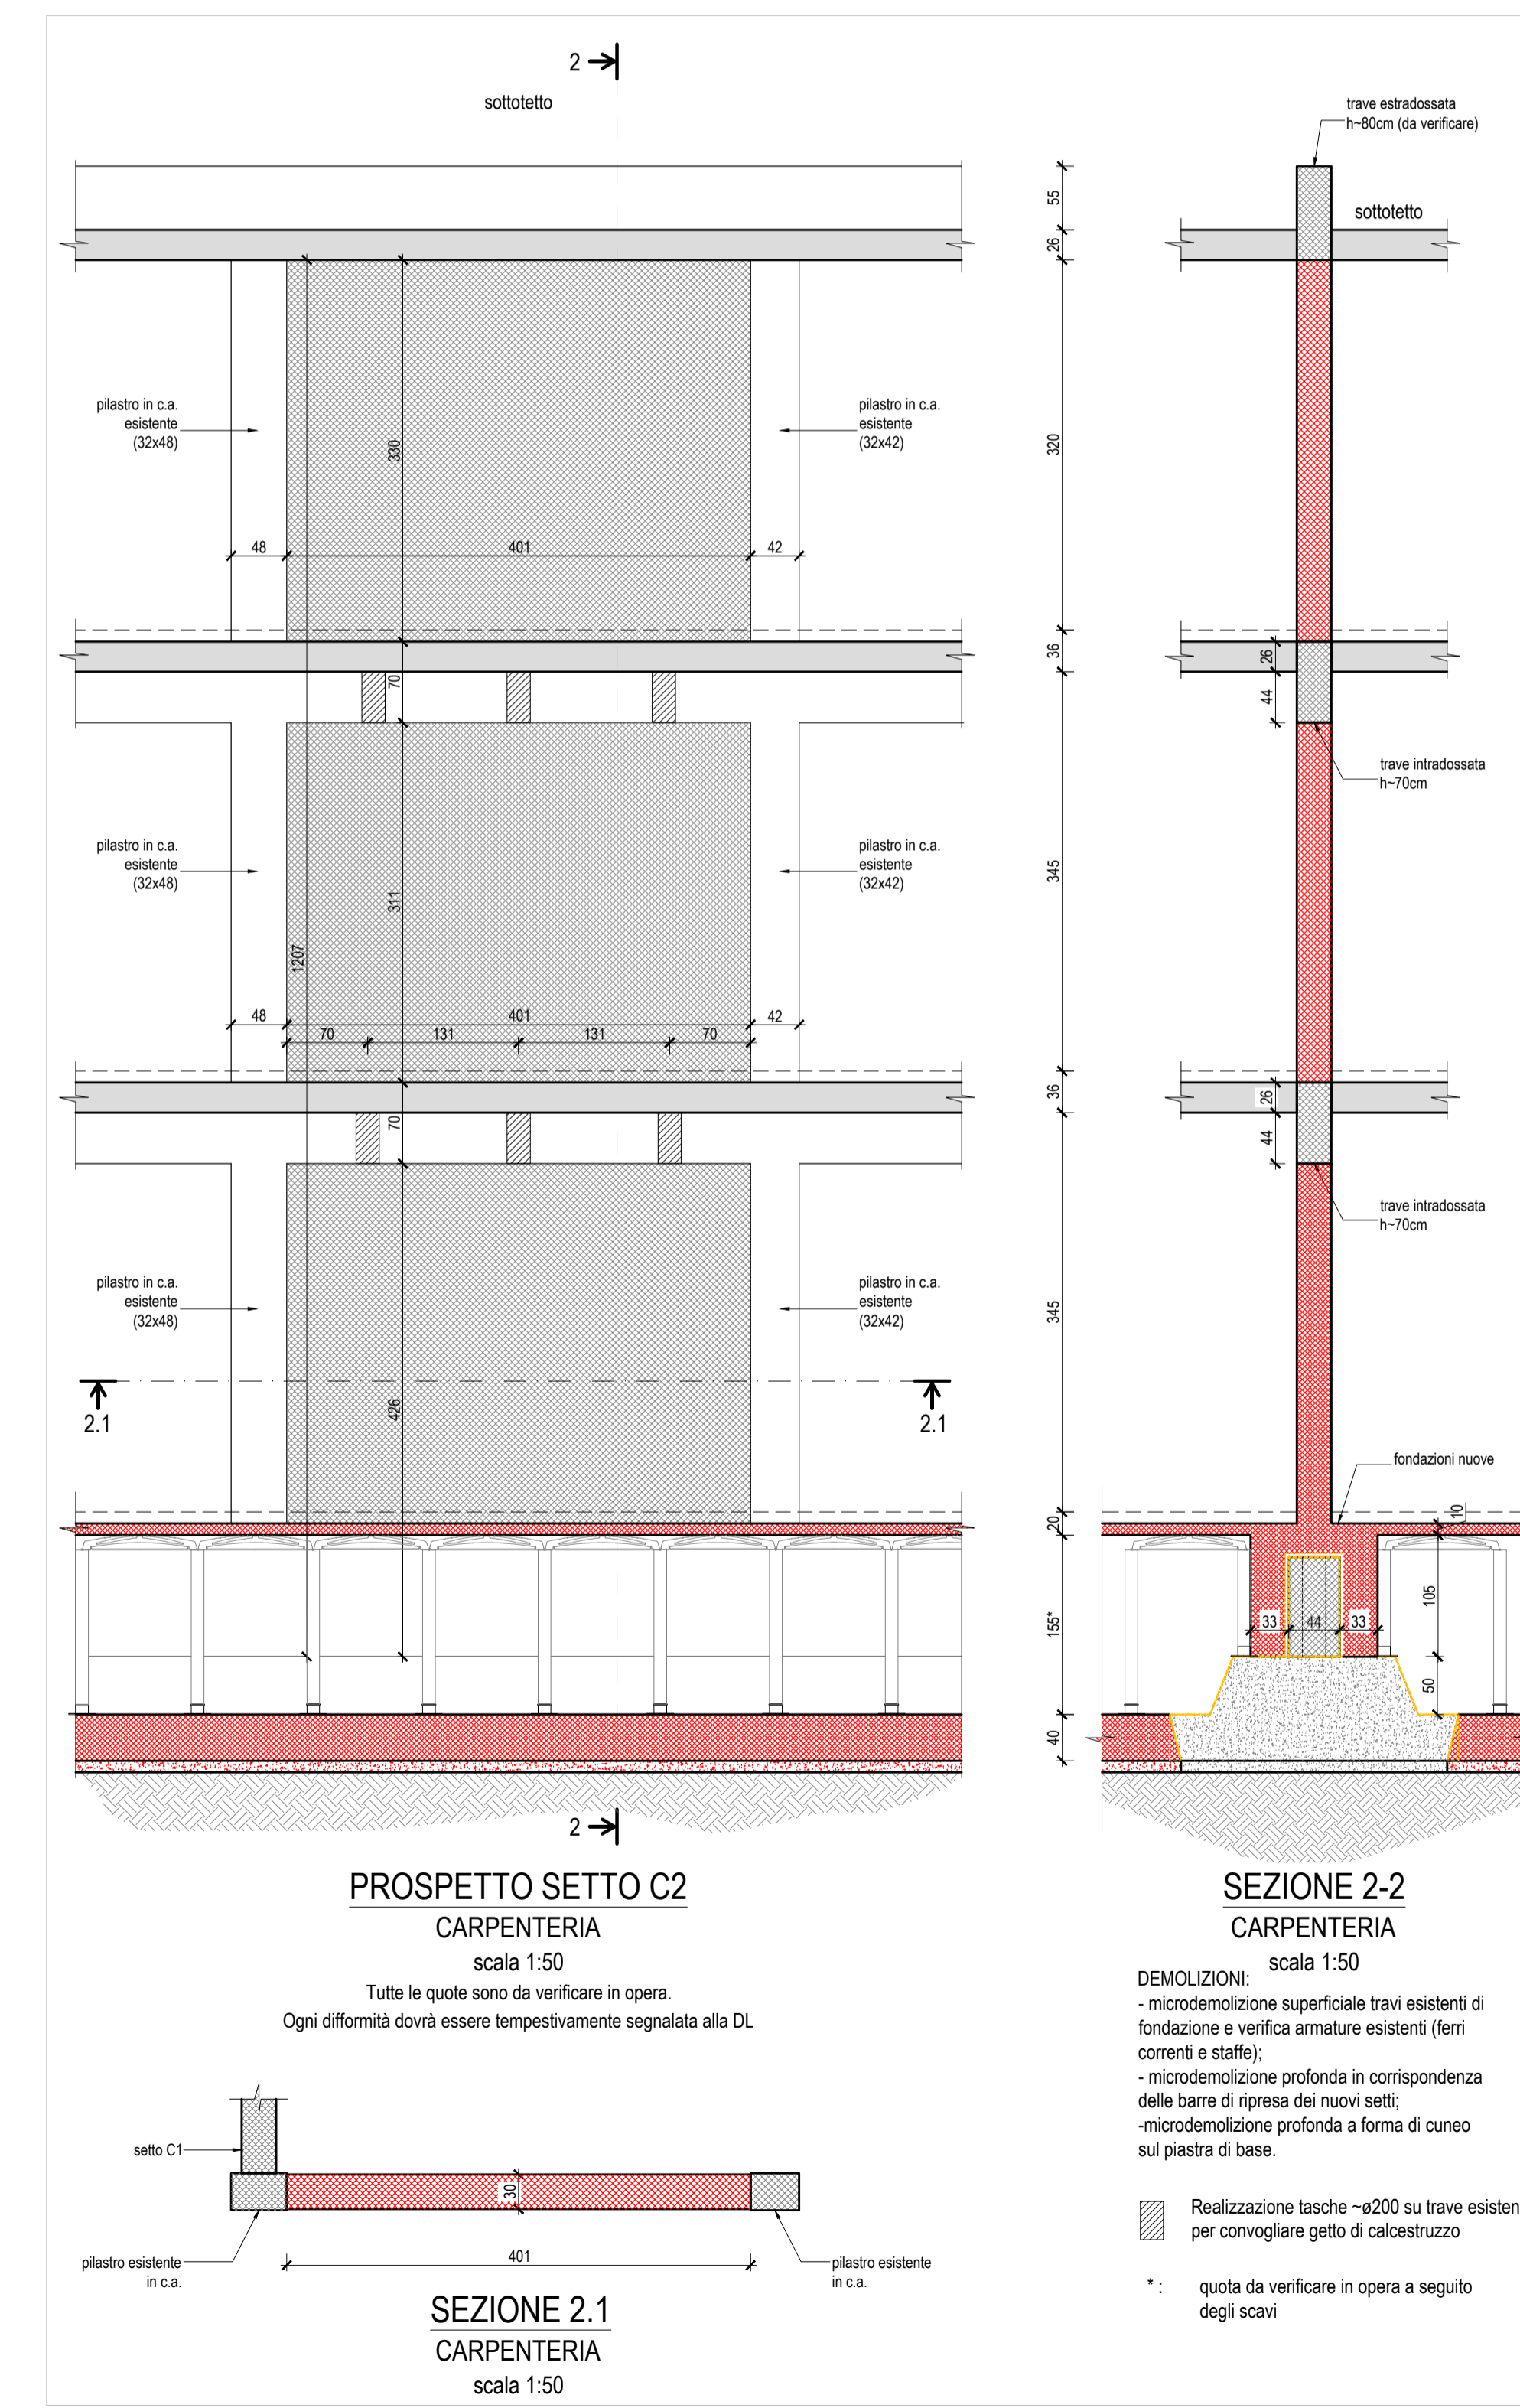 2
sottotetto
pilastro in c.a.
esistente
(32x48)
pilastro in c.a.
esistente
(32x42)
330
48
401
42
70
pilastro in c.a.
esistente
(32x48)
pilastro in c.a.
esistente
(32x42)
311
1207
48
401
42
70
131
131
70
70
pilastro in c.a.
esistente
(32x48)
pilastro in c.a.
esistente
(32x42)
2.1
2.1
426
2
PROSPETTO SETTO C2
CARPENTERIA
scala 1:50
Tutte le quote sono da verificare in opera.
Ogni difformità dovrà essere tempestivamente segnalata alla DL
trave estradossata
h~80cm (da verificare)
sottotetto
55
26
320
36
26
44
trave intradossata
h~70cm
345
36
26
44
trave intradossata
h~70cm
345
fondazioni nuove
10
20
105
155*
33
44
33
50
40
SEZIONE 2-2
CARPENTERIA
scala 1:50
DEMOLIZIONI:
- microdemolizione superficiale travi esistenti di
fondazione e verifica armature esistenti (ferri
correnti e staffe);
- microdemolizione profonda in corrispondenza
delle barre di ripresa dei nuovi setti;
-microdemolizione profonda a forma di cuneo
sul piastra di base.
Realizzazione tasche ~ø200 su trave esisten
per convogliare getto di calcestruzzo
* : quota da verificare in opera a seguito
degli scavi
setto C1
30
pilastro esistente
in c.a.
401
pilastro esistente
in c.a.
SEZIONE 2.1
CARPENTERIA
scala 1:50